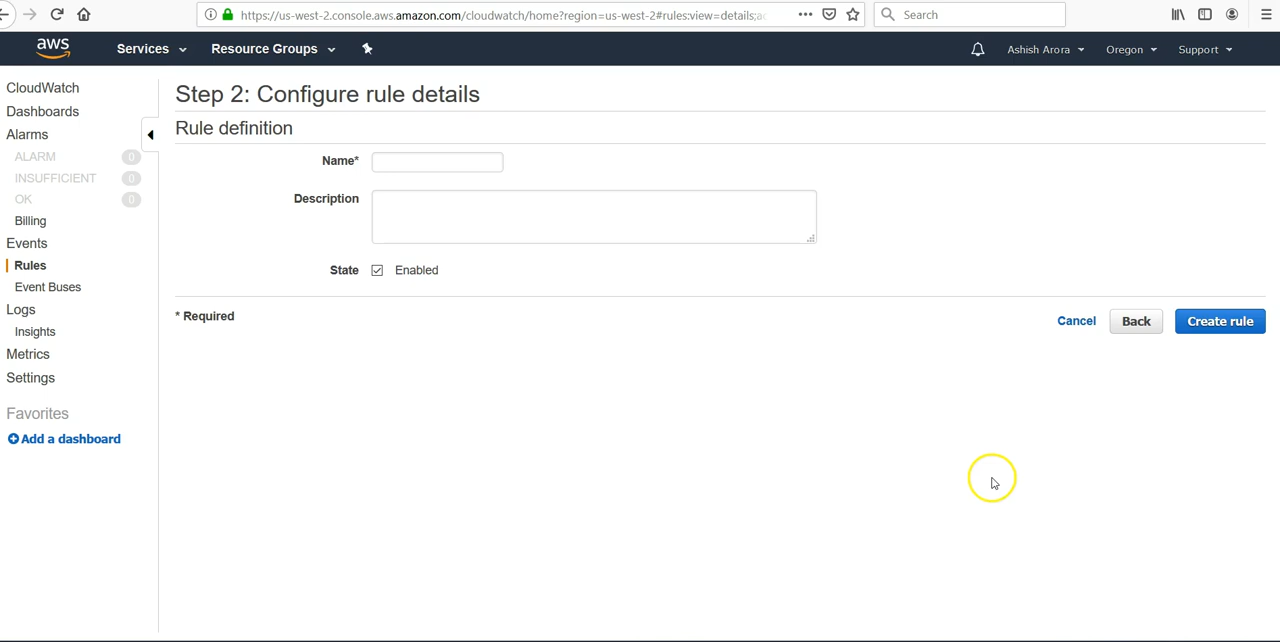 https://us-west-2.console.aws.amazon.com/cloudwatch/home?region=us-west-2#rules:view=details;ac
Search
aws
Services
Resource Groups
Ashish Arora
Oregon
Support
CloudWatch
Dashboards
Alarms
ALARM 0
INSUFFICIENT 0
OK 0
Billing
Events
Rules
Event Buses
Logs
Insights
Metrics
Settings
Favorites
Add a dashboard
Step 2: Configure rule details
Rule definition
Name*
Description
State Enabled
* Required
Cancel Back Create rule